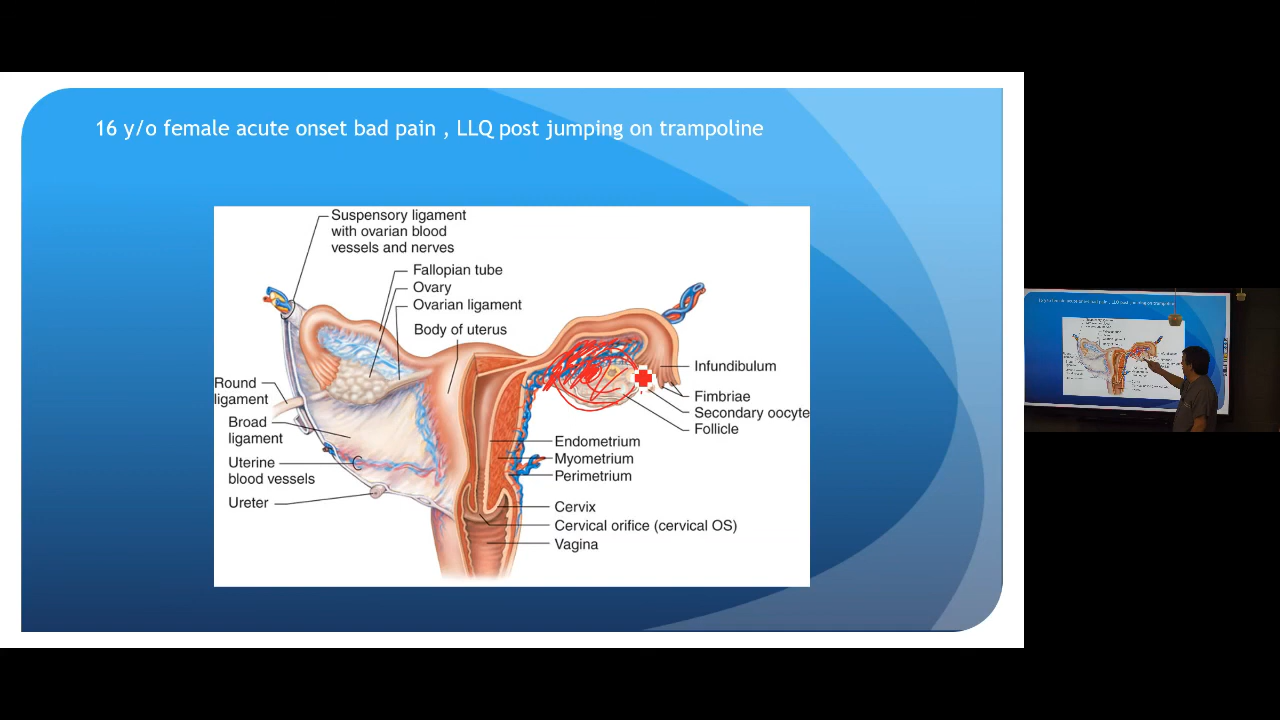 16 y/o female acute onset bad pain , LLQ post jumping on trampoline
Suspensory ligament
with ovarian blood
vessels and nerves
Fallopian tube
Ovary
Ovarian ligament
Body of uterus
Round
ligament
Broad
ligament
Uterine
blood vessels
Ureter
Infundibulum
Fimbriae
Secondary oocyte
Follicle
Endometrium
Myometrium
Perimetrium
Cervix
Cervical orifice (cervical OS)
Vagina